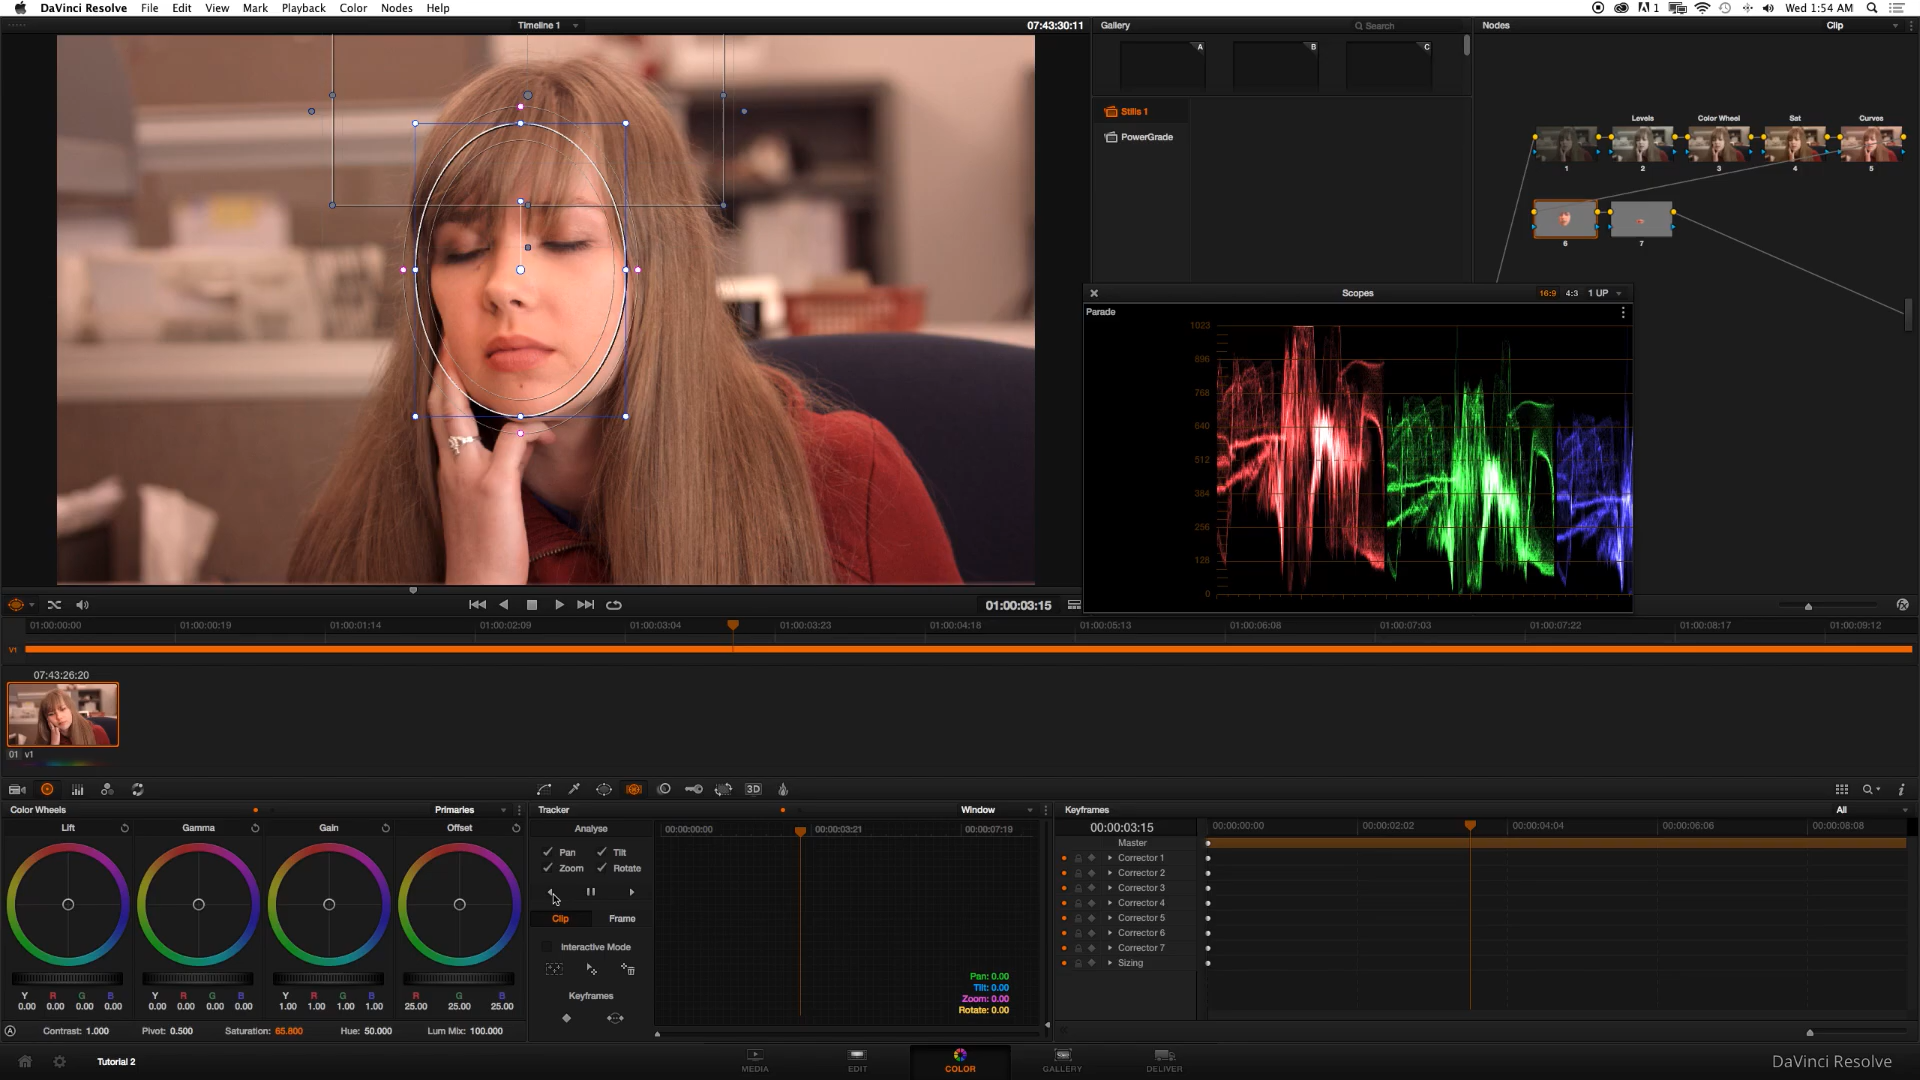 DaVinci Resolve File Edit View Mark Playback Color Nodes Help
1 Wed 1:54 AM
Timeline 1 07:43:30:11
Gallery Search
Nodes Clip
A B C
Stills 1
PowerGrade
Levels Color Wheel Sat Curves
1 2 3 4 5
6 7
Scopes 16:9 4:3 1 UP
Parade
1023
896
768
640
512
384
256
128
0
01:00:03:15
01:00:00:00 01:00:00:19 01:00:01:14 01:00:02:09 01:00:03:04 01:00:03:23 01:00:04:18 01:00:05:13 01:00:06:08 01:00:07:03 01:00:07:22 01:00:08:17 01:00:09:12
V1
07:43:26:20
01 V1
3D
Color Wheels Primaries
Lift Gamma Gain Offset
Y R G B Y R G B Y R G B R G B
0.00 0.00 0.00 0.00 0.00 0.00 0.00 0.00 1.00 1.00 1.00 1.00 25.00 25.00 25.00
A Contrast: 1.000 Pivot: 0.500 Saturation: 65.800 Hue: 50.000 Lum Mix: 100.000
Tracker Window
Analyse
Pan Tilt
Zoom Rotate
Clip Frame
Interactive Mode
Keyframes
00:00:00:00 00:00:03:21 00:00:07:19
Pan: 0.00
Tilt: 0.00
Zoom: 0.00
Rotate: 0.00
Keyframes All
00:00:03:15 00:00:00:00 00:00:02:02 00:00:04:04 00:00:06:06 00:00:08:08
Master
Corrector 1
Corrector 2
Corrector 3
Corrector 4
Corrector 5
Corrector 6
Corrector 7
Sizing
Tutorial 2
MEDIA EDIT COLOR GALLERY DELIVER
DaVinci Resolve